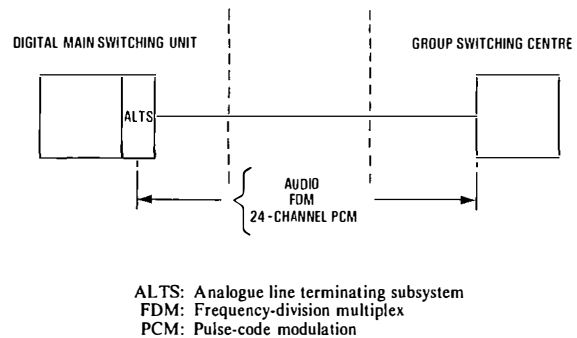 DIGITAL MAIN SWITCHING UNIT
GROUP SWITCHING CENTRE
ALTS
AUDIO
FDM
24-CHANNEL PCM
ALTS: Analogue line terminating subsystem
FDM: Frequency-division multiplex
PCM: Pulse-code modulation